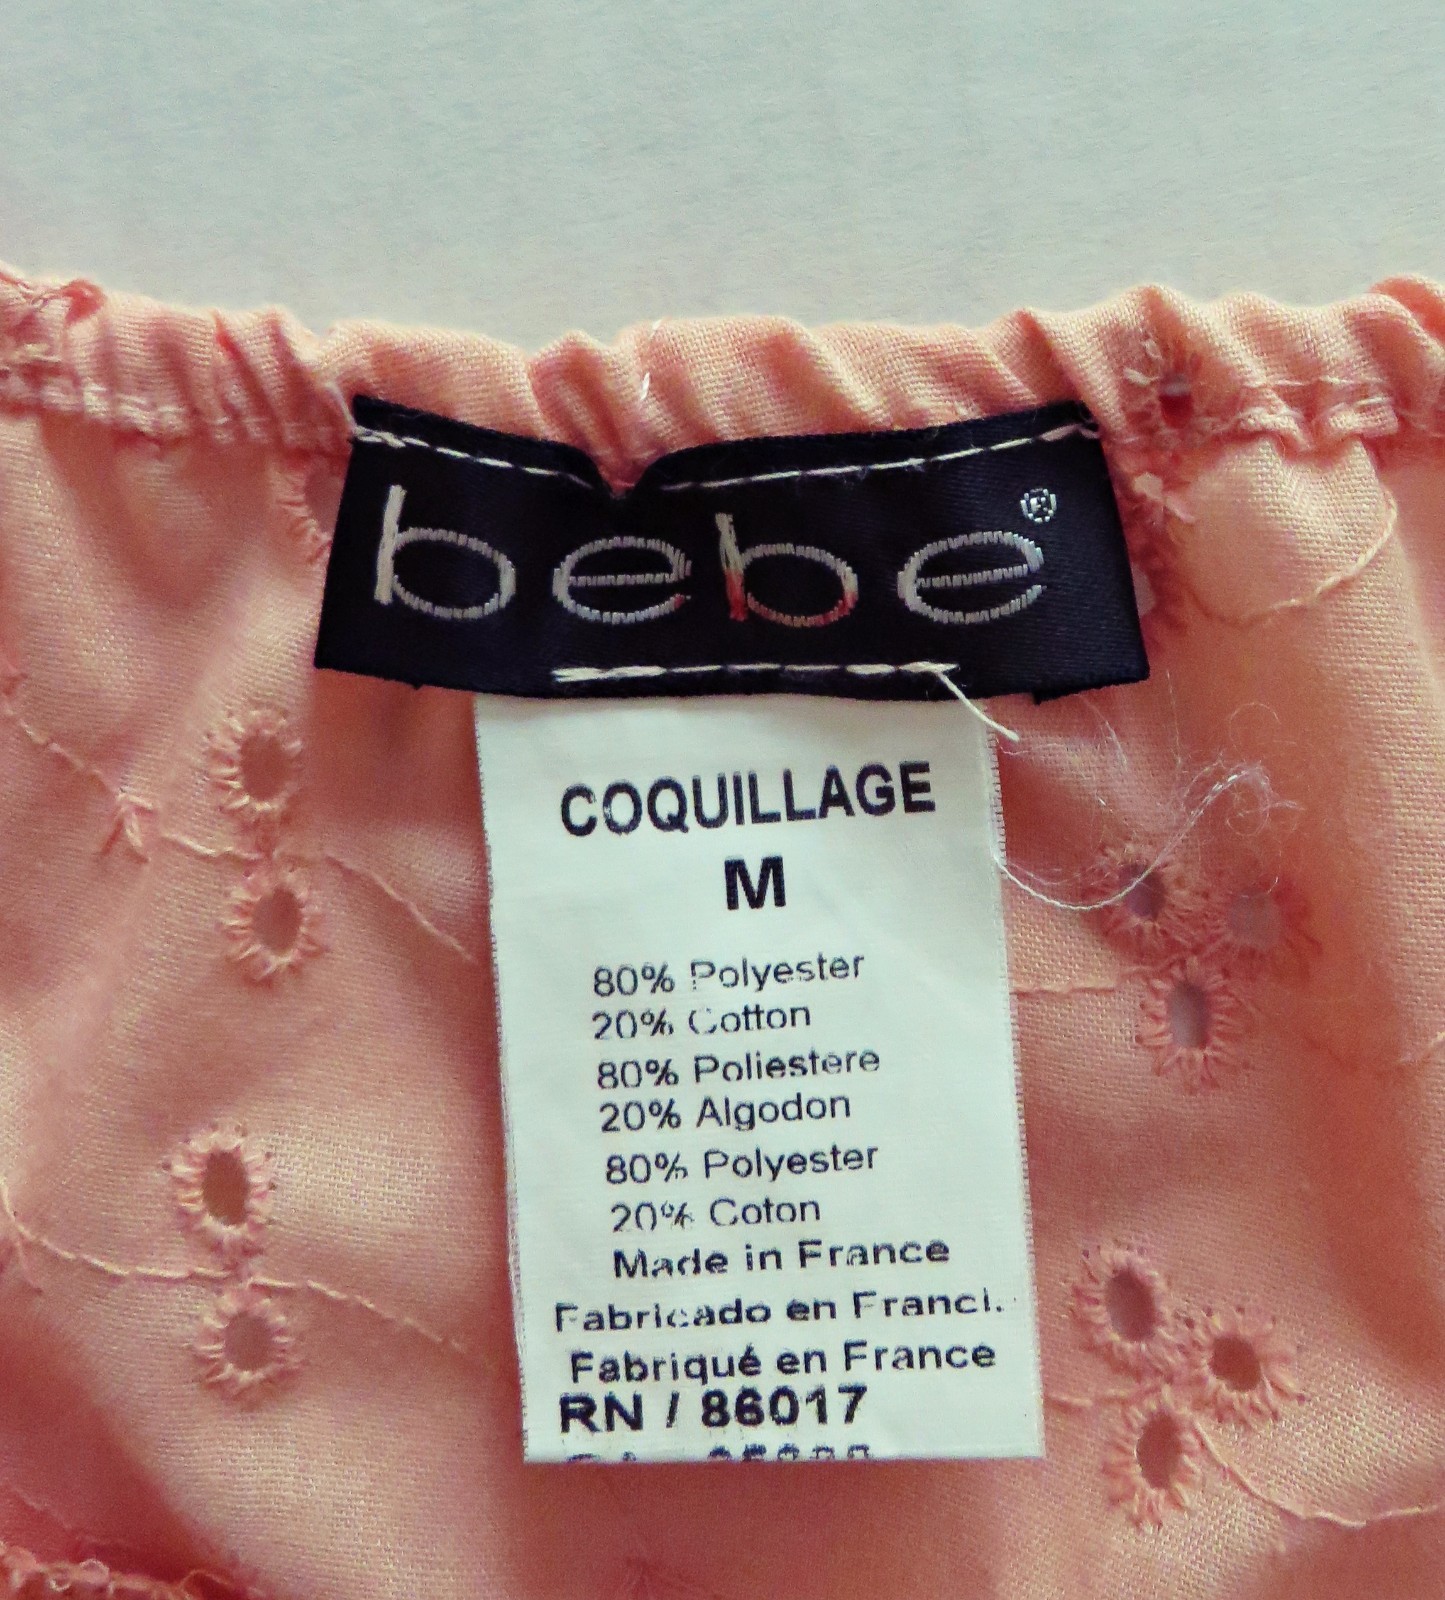 bebe®
COQUILLAGE
M
80% Polyester
20% Cotton
80% Poliestere
20% Algodon
80% Polyester
20% Coton
Made in France
Fabricado en Franci.
Fabriqué en France
RN / 86017